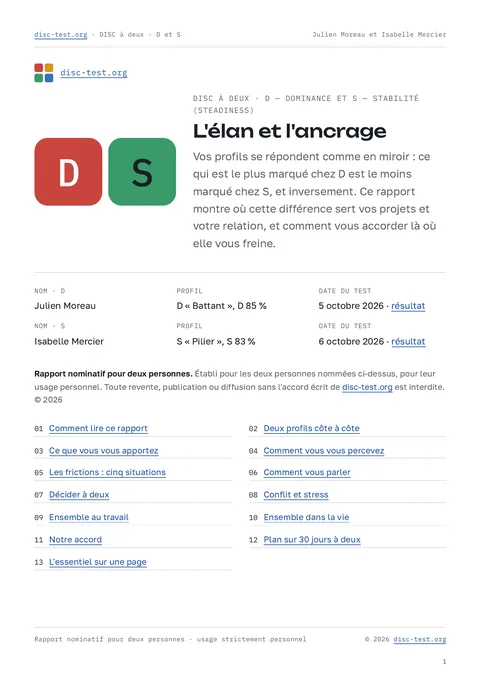 disc-test.org · DISC à deux · D et S
Julien Moreau et Isabelle Mercier
disc-test.org
DISC À DEUX · D — DOMINANCE ET S — STABILITÉ
(STEADINESS)
L'élan et l'ancrage
D
S
Vos profils se répondent comme en miroir : ce
qui est le plus marqué chez D est le moins
marqué chez S, et inversement. Ce rapport
montre où cette différence sert vos projets et
votre relation, et comment vous accorder là où
elle vous freine.
NOM · D
PROFIL
DATE DU TEST
Julien Moreau
D « Battant », D 85 %
5 octobre 2026 · résultat
NOM · S
PROFIL
DATE DU TEST
Isabelle Mercier
S « Pilier », S 83 %
6 octobre 2026 · résultat
Rapport nominatif pour deux personnes. Établi pour les deux personnes nommées ci-dessus, pour leur
usage personnel. Toute revente, publication ou diffusion sans l'accord écrit de disc-test.org est interdite.
© 2026
01 Comment lire ce rapport
02 Deux profils côte à côte
03 Ce que vous vous apportez
04 Comment vous vous percevez
05 Les frictions : cinq situations
06 Comment vous parler
07 Décider à deux
08 Conflit et stress
09 Ensemble au travail
10 Ensemble dans la vie
11 Notre accord
12 Plan sur 30 jours à deux
13 L'essentiel sur une page
Rapport nominatif pour deux personnes · usage strictement personnel
© 2026 disc-test.org
1